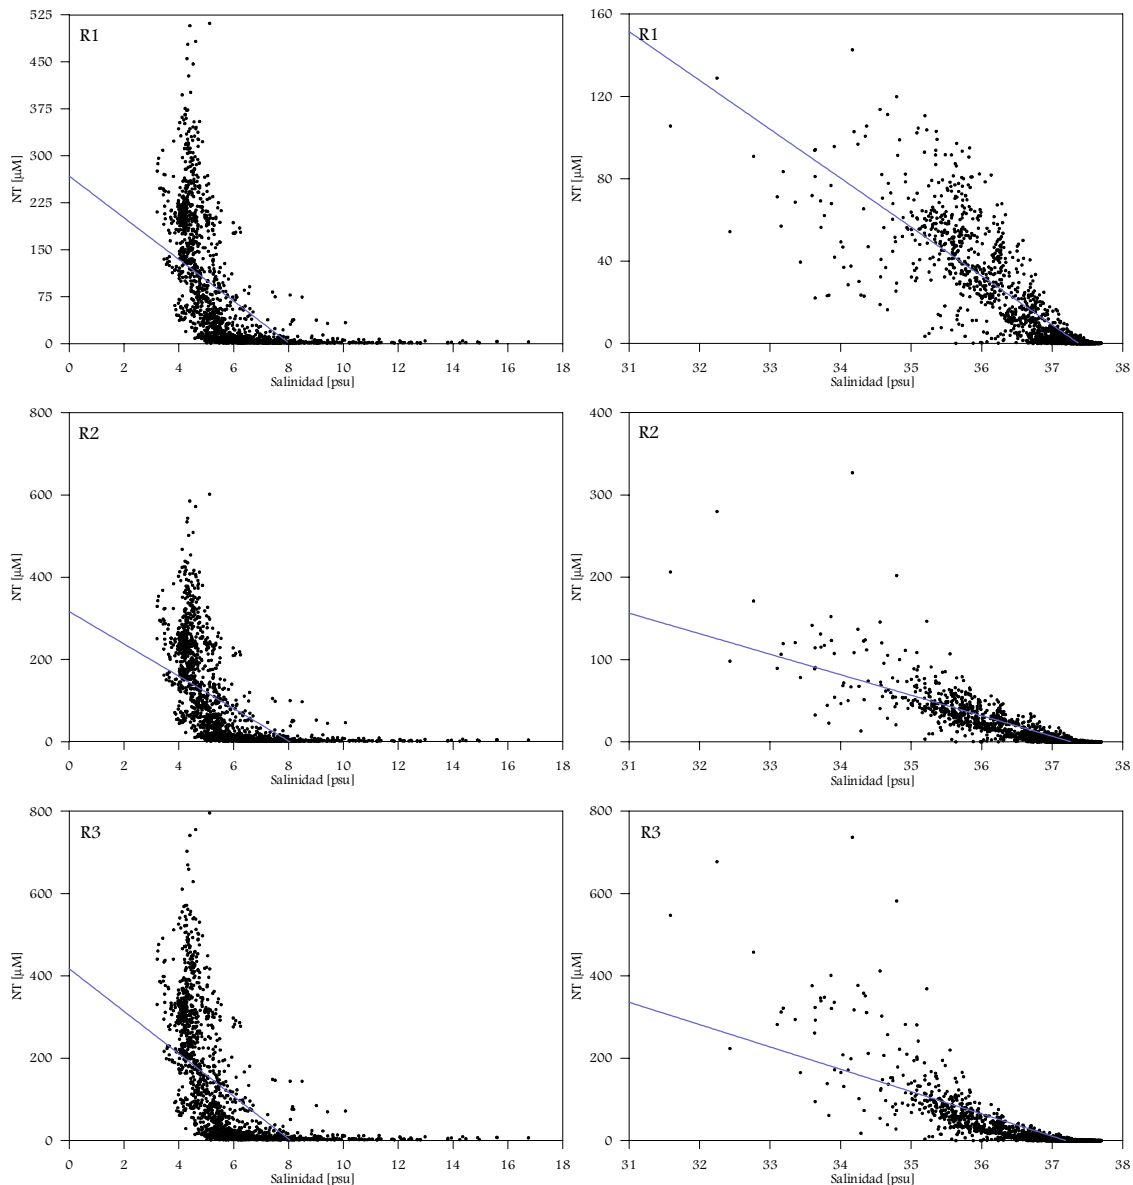 R1
525
450
375
300
225
150
75
0
NT [µM]
0 2 4 6 8 10 12 14 16 18
Salinidad [psu]
R1
160
120
80
40
0
NT [µM]
31 32 33 34 35 36 37 38
Salinidad [psu]
R2
800
600
400
200
0
NT [µM]
0 2 4 6 8 10 12 14 16 18
Salinidad [psu]
R2
400
300
200
100
0
NT [µM]
31 32 33 34 35 36 37 38
Salinidad [psu]
R3
800
600
400
200
0
NT [µM]
0 2 4 6 8 10 12 14 16 18
Salinidad [psu]
R3
800
600
400
200
0
NT [µM]
31 32 33 34 35 36 37 38
Salinidad [psu]